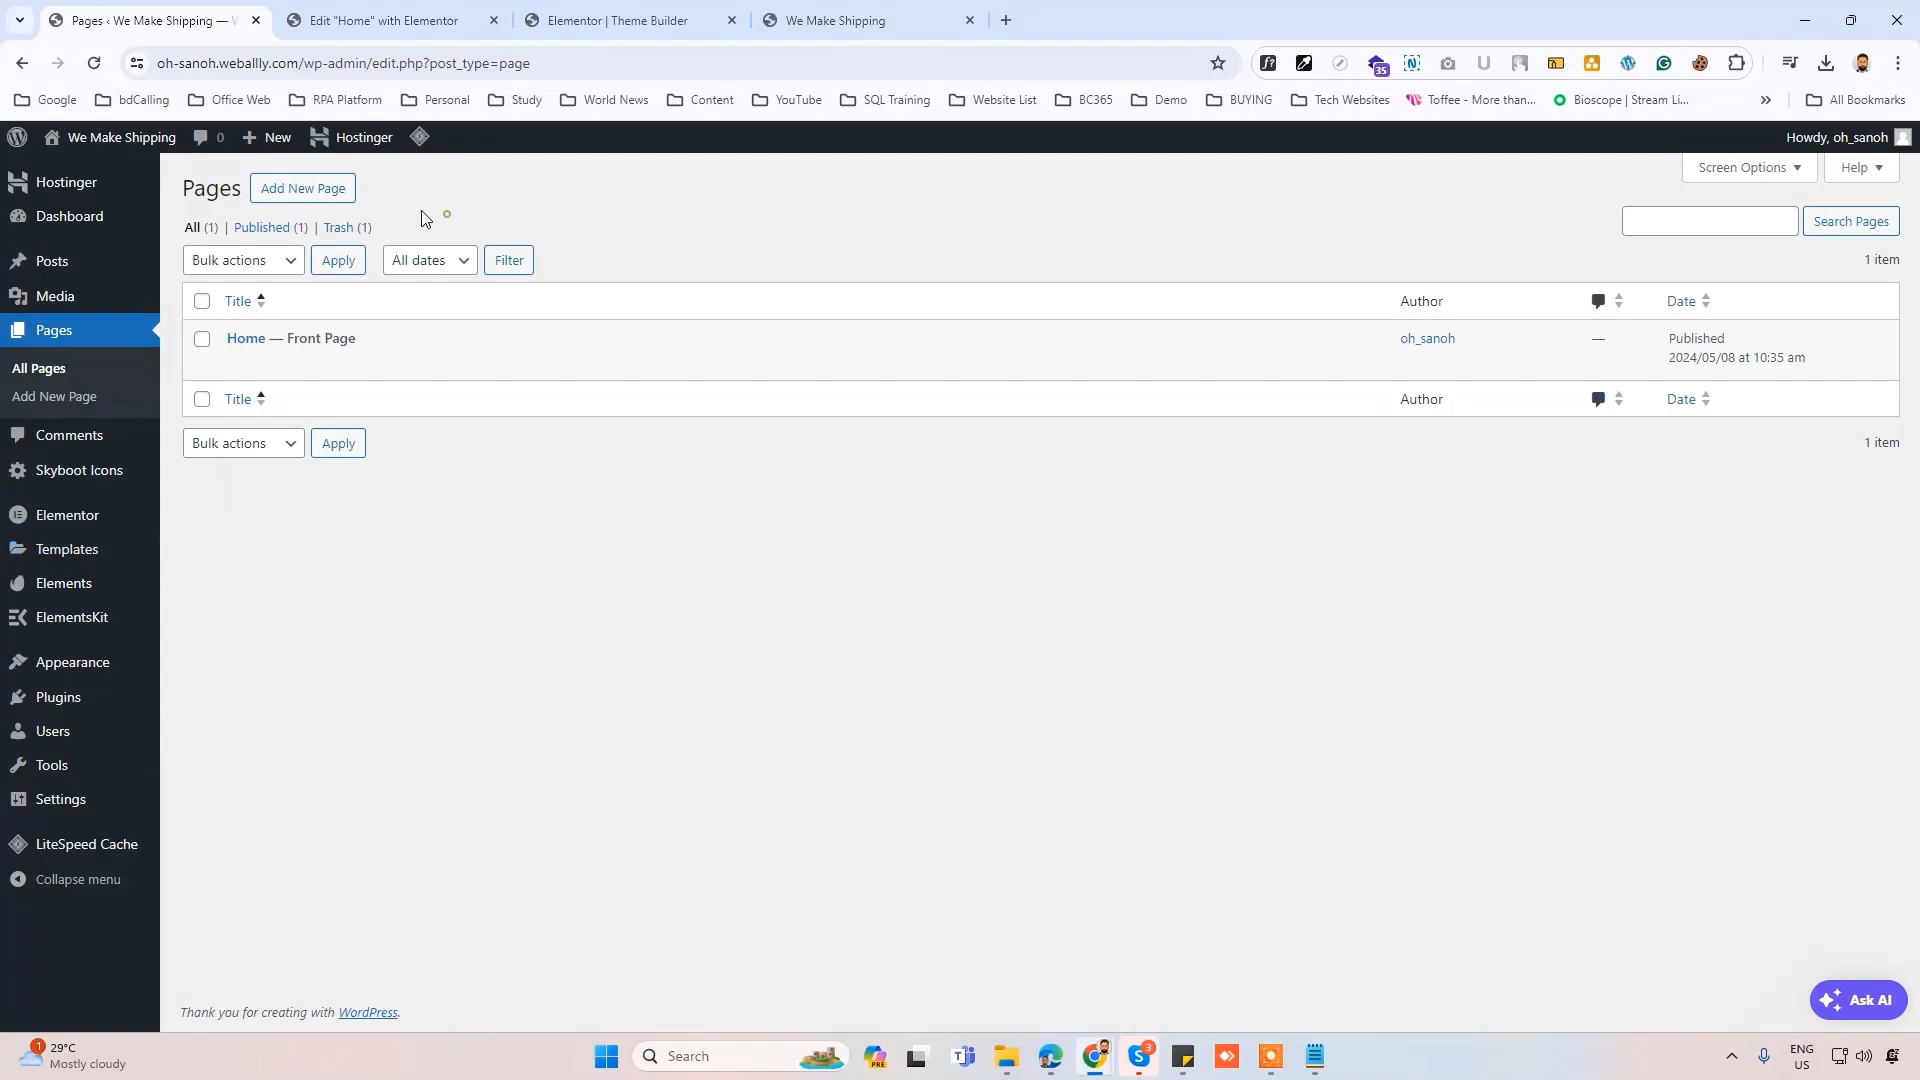 Pages ‹ We Make Shipping — W
Edit "Home" with Elementor
Elementor | Theme Builder
We Make Shipping
oh-sanoh.weballly.com/wp-admin/edit.php?post_type=page
35
Google
bdCalling
Office Web
RPA Platform
Personal
Study
World News
Content
YouTube
SQL Training
Website List
BC365
Demo
BUYING
Tech Websites
Toffee - More than...
Bioscope | Stream Li...
All Bookmarks
We Make Shipping
0
New
Hostinger
Howdy, oh_sanoh
Hostinger
Dashboard
Posts
Media
Pages
All Pages
Add New Page
Comments
Skyboot Icons
Elementor
Templates
Elements
ElementsKit
Appearance
Plugins
Users
Tools
Settings
LiteSpeed Cache
Collapse menu
Screen Options
Help
Pages
Add New Page
All (1) | Published (1) | Trash (1)
Search Pages
Bulk actions
Apply
All dates
Filter
1 item
Title
Author
Date
Home — Front Page
oh_sanoh
—
Published
2024/05/08 at 10:35 am
Title
Author
Date
Bulk actions
Apply
1 item
Thank you for creating with WordPress.
Ask AI
1
29°C
Mostly cloudy
Search
PRE
3
ENG
US